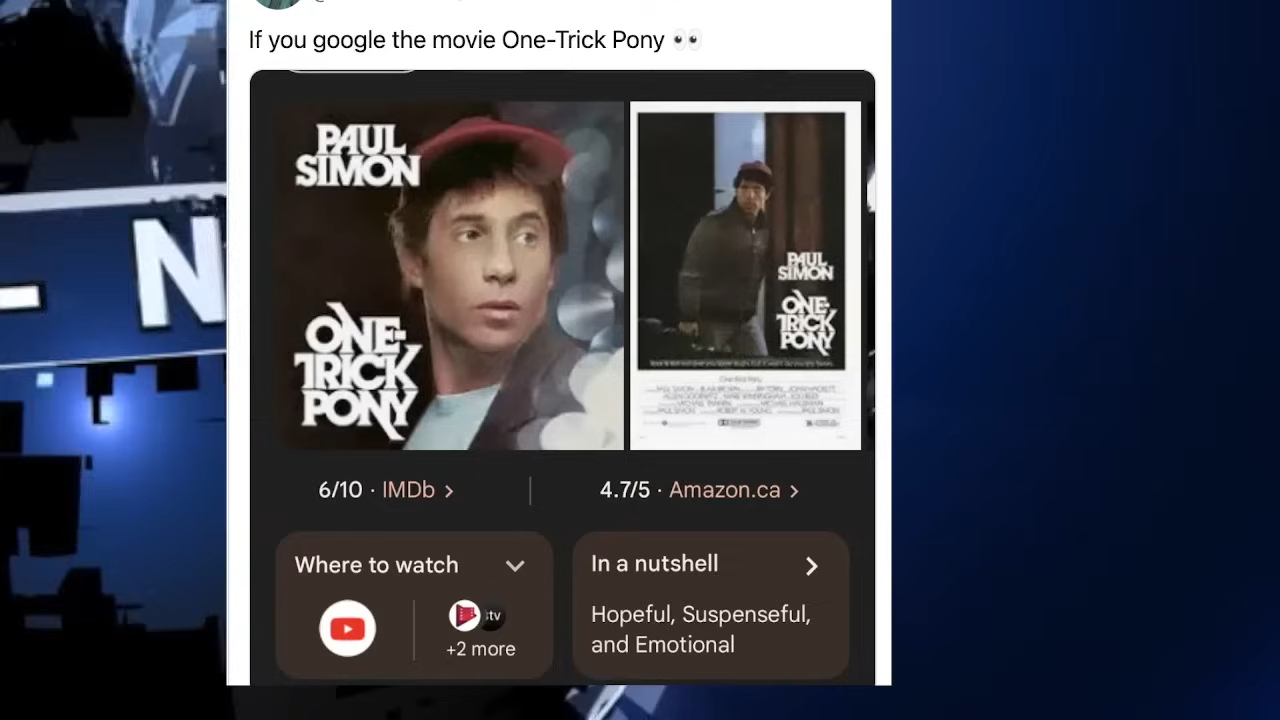 If you google the movie One-Trick Pony 👀
PAUL
SIMON
ONE-
TRICK
PONY
PAUL
SIMON
ONE-
TRICK
PONY
6/10 · IMDb >
4.7/5 · Amazon.ca >
Where to watch
tv
+2 more
In a nutshell
Hopeful, Suspenseful,
and Emotional
N